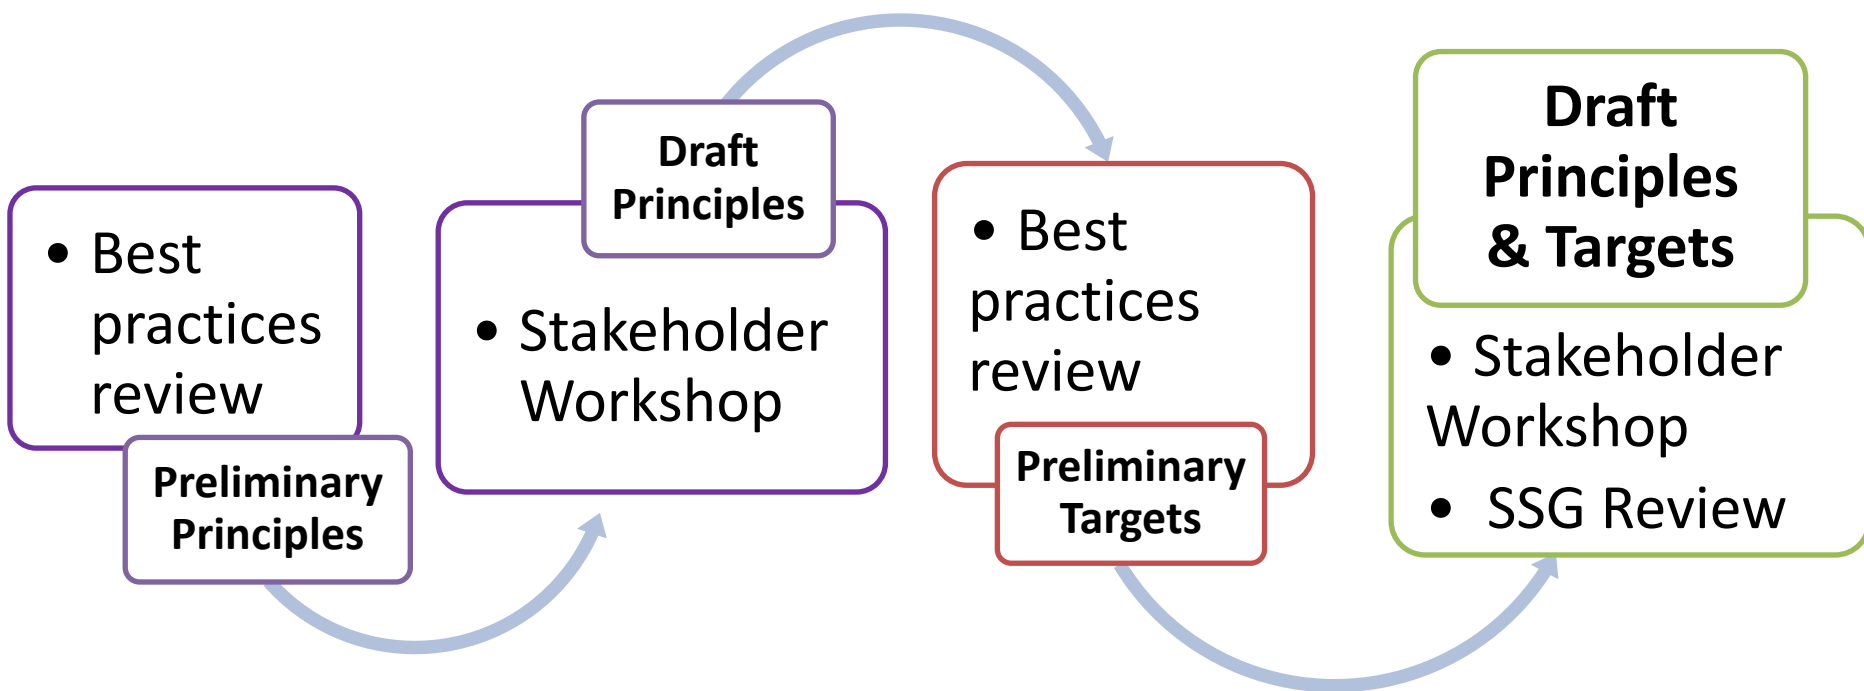 • Best
practices
review
Preliminary
Principles
Draft
Principles
• Stakeholder
Workshop
• Best
practices
review
Preliminary
Targets
Draft
Principles
& Targets
• Stakeholder
Workshop
• SSG Review